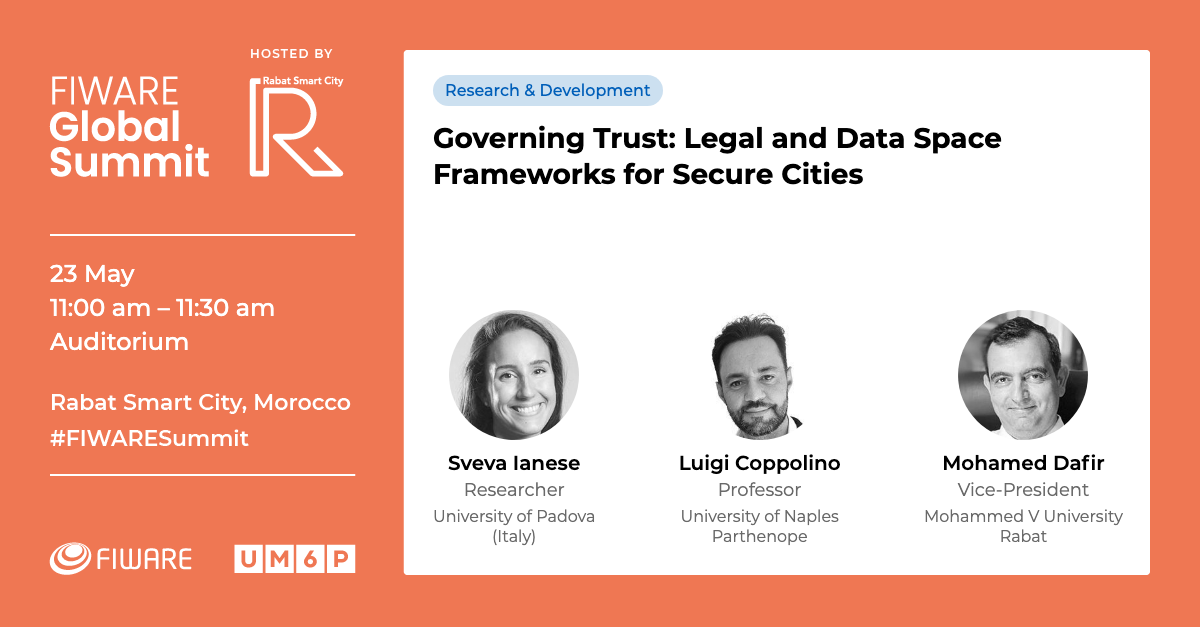 HOSTED BY
FIWARE
Global
Summit
Rabat Smart City
R
23 May
11:00 am – 11:30 am
Auditorium
Rabat Smart City, Morocco
#FIWARESummit
FIWARE
UM6P
Research & Development
Governing Trust: Legal and Data Space
Frameworks for Secure Cities
Sveva Ianese
Researcher
University of Padova
(Italy)
Luigi Coppolino
Professor
University of Naples
Parthenope
Mohamed Dafir
Vice-President
Mohammed V University
Rabat